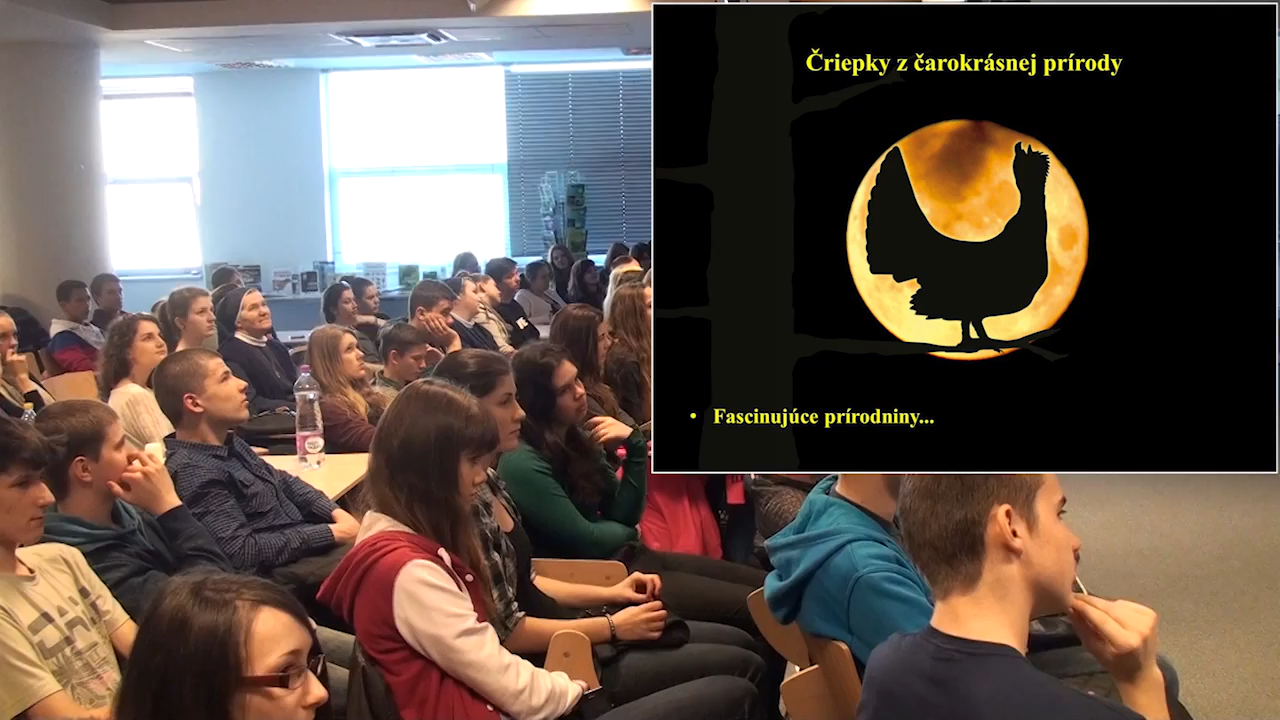 Čriepky z čarokrásnej prírody
• Fascinujúce prírodniny...